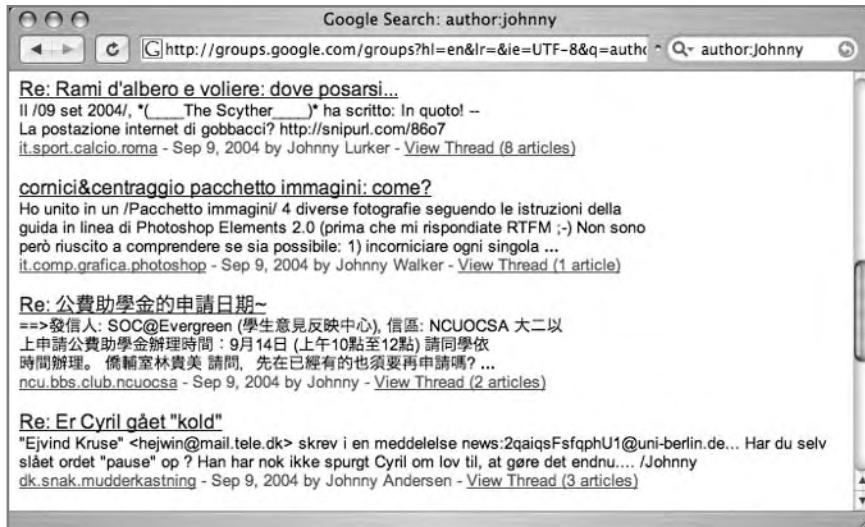 Google Search: author:johnny
http://groups.google.com/groups?hl=en&lr=&ie=UTF-8&q=autho
author:Johnny
Re: Rami d'albero e voliere: dove posarsi...
Il /09 set 2004/, *(____The Scyther____)* ha scritto: In quoto! --
La postazione internet di gobbacci? http://snipurl.com/86o7
it.sport.calcio.roma - Sep 9, 2004 by Johnny Lurker - View Thread (8 articles)
cornici&centraggio pacchetto immagini: come?
Ho unito in un /Pacchetto immagini/ 4 diverse fotografie seguendo le istruzioni della
guida in linea di Photoshop Elements 2.0 (prima che mi rispondiate RTFM ;-) Non sono
però riuscito a comprendere se sia possibile: 1) incorniciare ogni singola ...
it.comp.grafica.photoshop - Sep 9, 2004 by Johnny Walker - View Thread (1 article)
Re: 公費助學金的申請日期~
==>發信人: SOC@Evergreen (學生意見反映中心), 信區: NCUOCSA 大二以
上申請公費助學金辦理時間：9月14日 (上午10點至12點) 請同學依
時間辦理。 僑輔室林貴美 請問, 先在已經有的也須要再申請嗎? ...
ncu.bbs.club.ncuocsa - Sep 9, 2004 by Johnny - View Thread (2 articles)
Re: Er Cyril gået "kold"
"Ejvind Kruse" <hejwin@mail.tele.dk> skrev i en meddelelse news:2qaiqsFsfqphU1@uni-berlin.de... Har du selv
slået ordet "pause" op ? Han har nok ikke spurgt Cyril om lov til, at gøre det endnu.... /Johnny
dk.snak.mudderkastning - Sep 9, 2004 by Johnny Andersen - View Thread (3 articles)